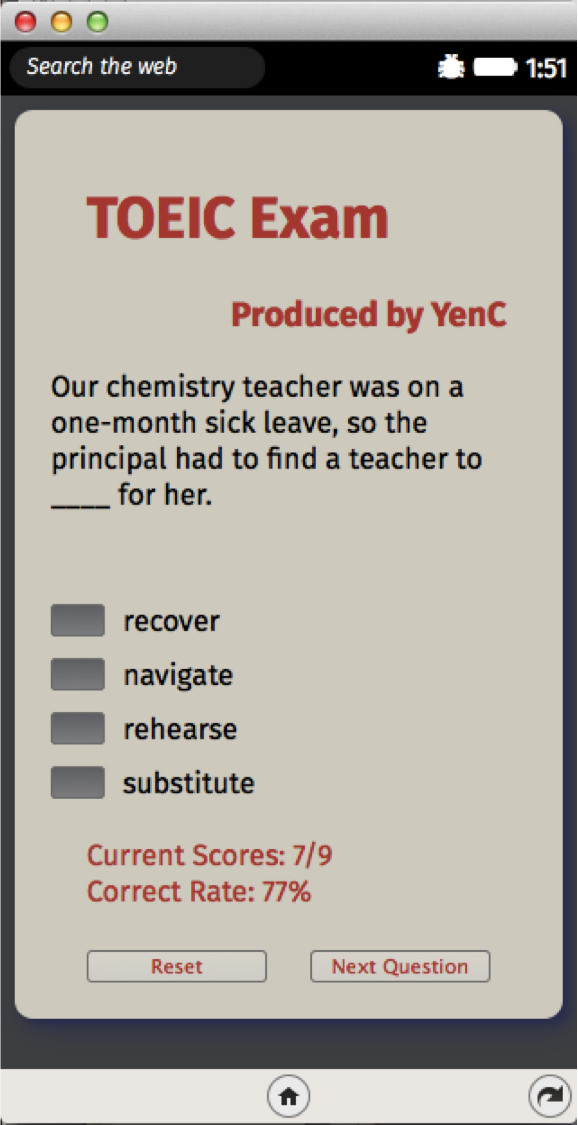 Search the web
1:51
TOEIC Exam
Produced by YenC
Our chemistry teacher was on a
one-month sick leave, so the
principal had to find a teacher to
____ for her.
recover
navigate
rehearse
substitute
Current Scores: 7/9
Correct Rate: 77%
Reset Next Question